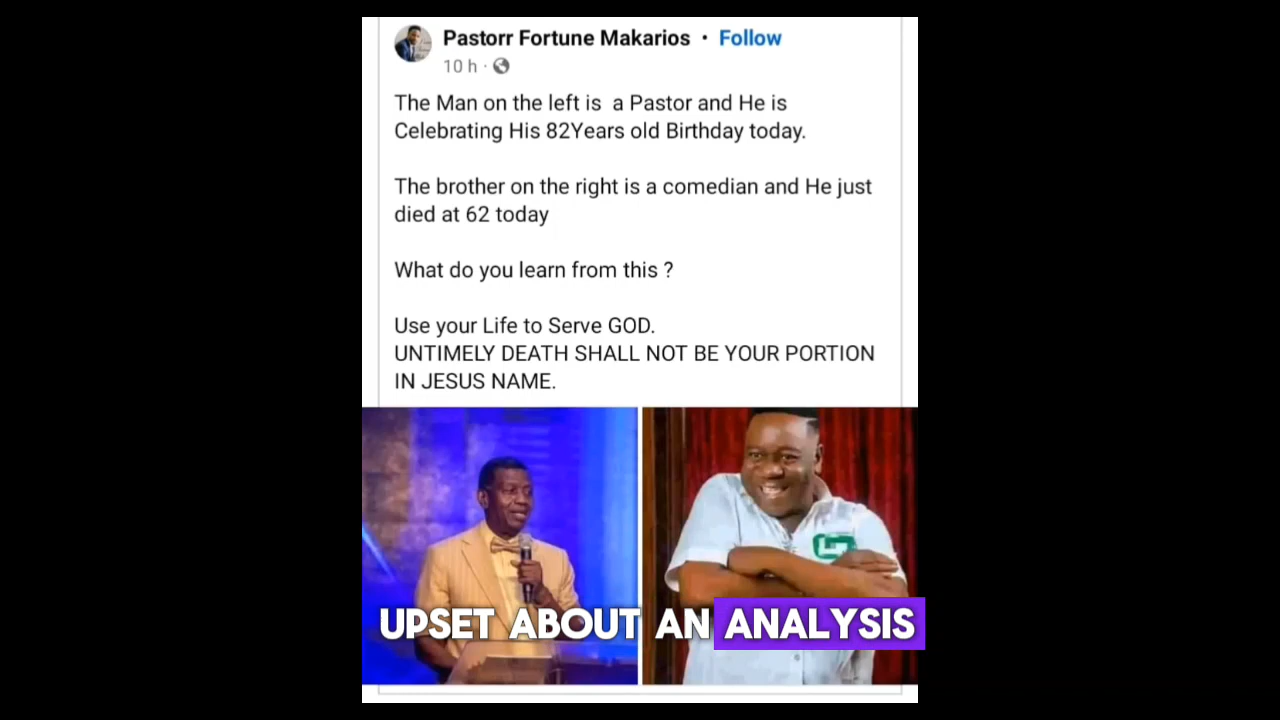 Pastorr Fortune Makarios · Follow
10 h ·
The Man on the left is a Pastor and He is
Celebrating His 82Years old Birthday today.
The brother on the right is a comedian and He just
died at 62 today
What do you learn from this ?
Use your Life to Serve GOD.
UNTIMELY DEATH SHALL NOT BE YOUR PORTION
IN JESUS NAME.
UPSET ABOUT AN ANALYSIS